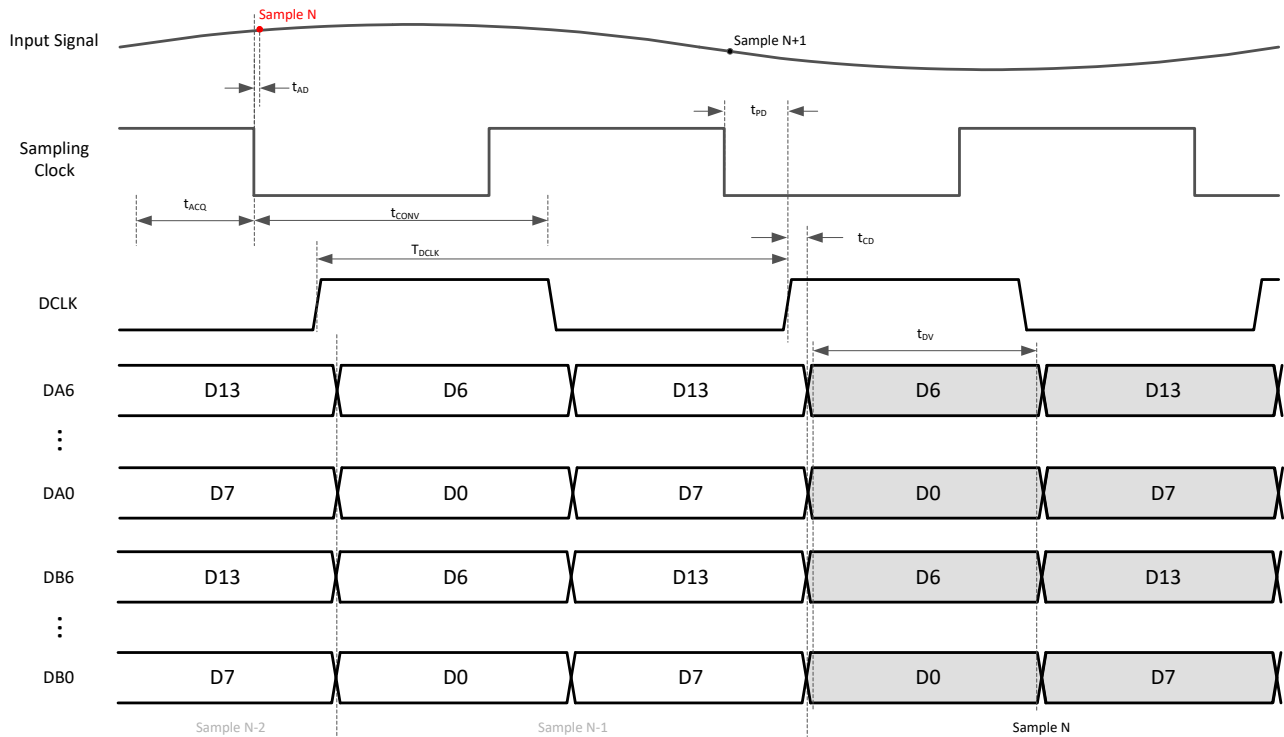 Sample N
Input Signal
Sample N+1
tAD
tPD
Sampling
Clock
tACQ
tCONV
tCD
TDCLK
DCLK
tDV
DA6 D13 D6 D13 D6 D13
⋮
DA0 D7 D0 D7 D0 D7
DB6 D13 D6 D13 D6 D13
⋮
DB0 D7 D0 D7 D0 D7
Sample N-2 Sample N-1 Sample N